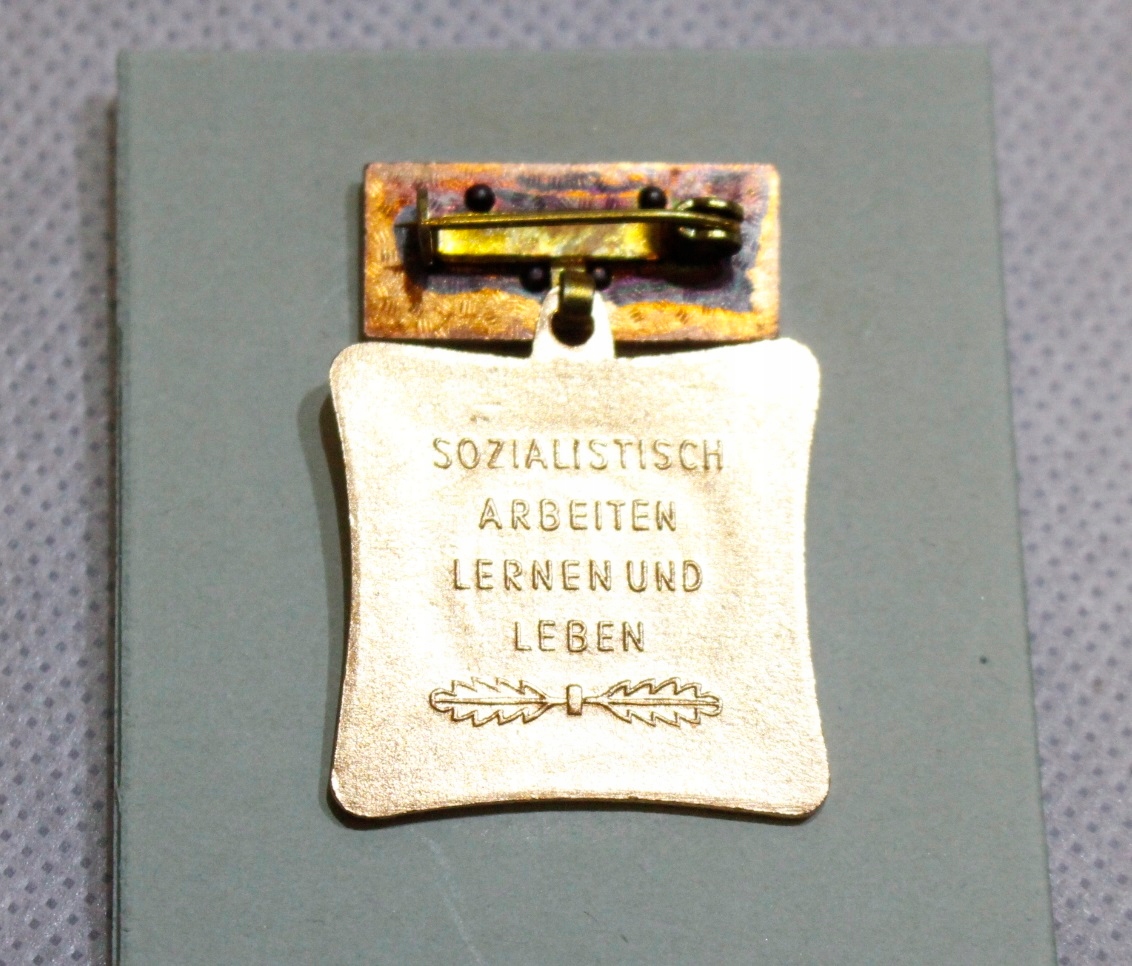 SOZIALISTISCH
ARBEITEN
LERNEN UND
LEBEN